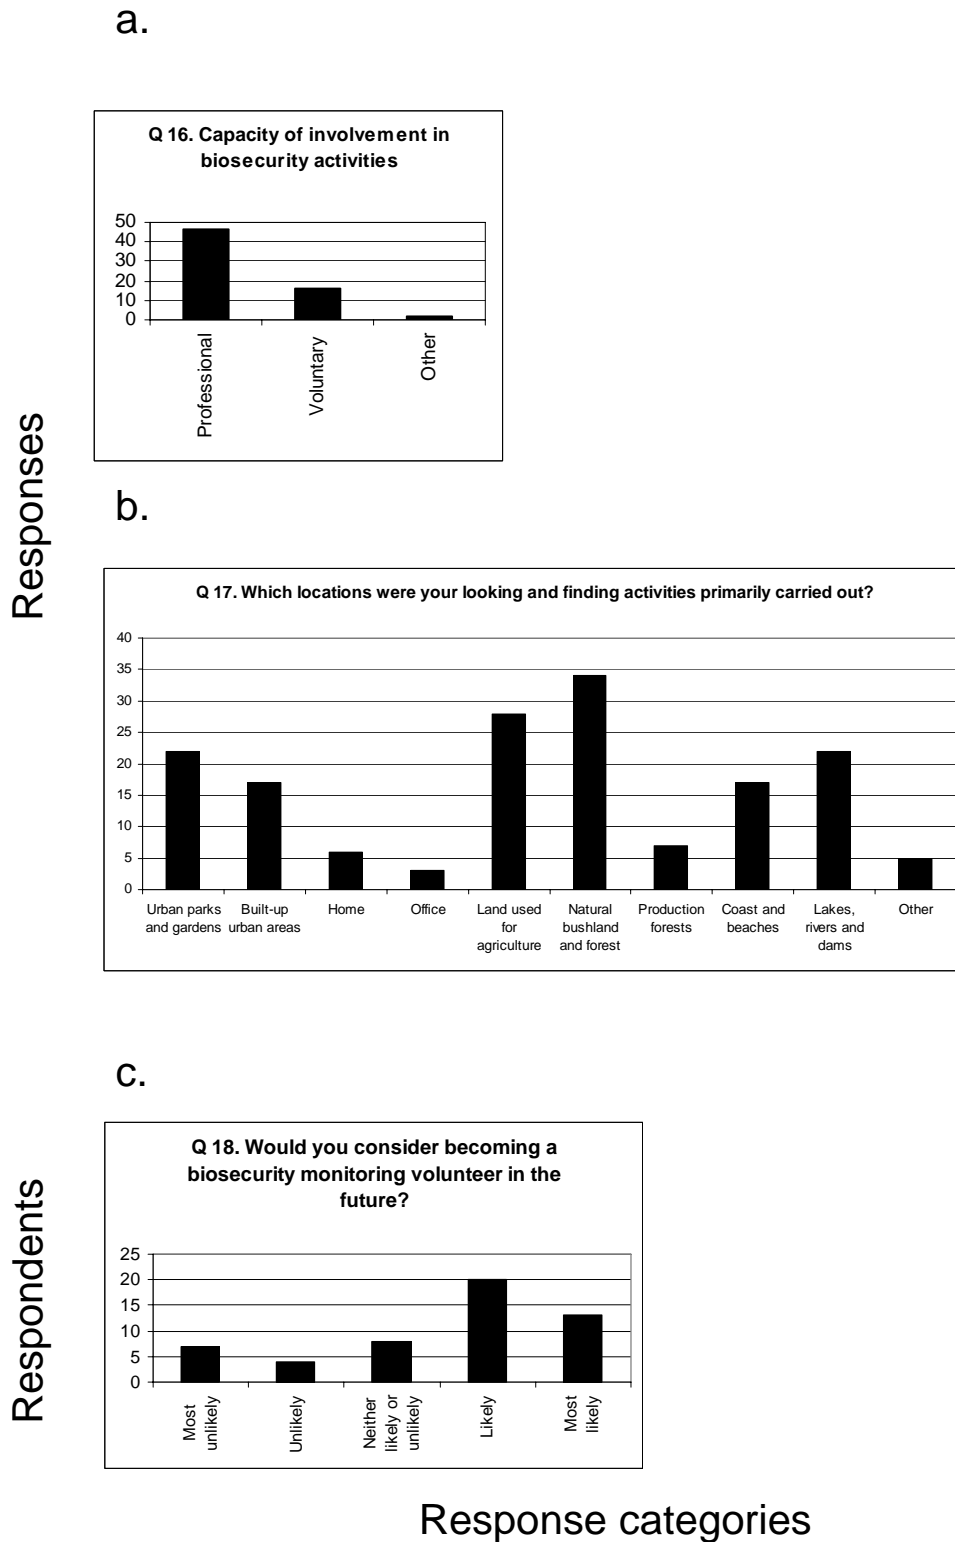 a.
Q 16. Capacity of involvement in
biosecurity activities
50
40
30
20
10
0
Professional
Voluntary
Other
Responses
b.
Q 17. Which locations were your looking and finding activities primarily carried out?
40
35
30
25
20
15
10
5
0
Urban parks
and gardens
Built-up
urban areas
Home
Office
Land used
for
agriculture
Natural
bushland
and forest
Production
forests
Coast and
beaches
Lakes,
rivers and
dams
Other
c.
Q 18. Would you consider becoming a
biosecurity monitoring volunteer in the
future?
25
20
15
10
5
0
Most
unlikely
Unlikely
Neither
likely or
unlikely
Likely
Most
likely
Respondents
Response categories